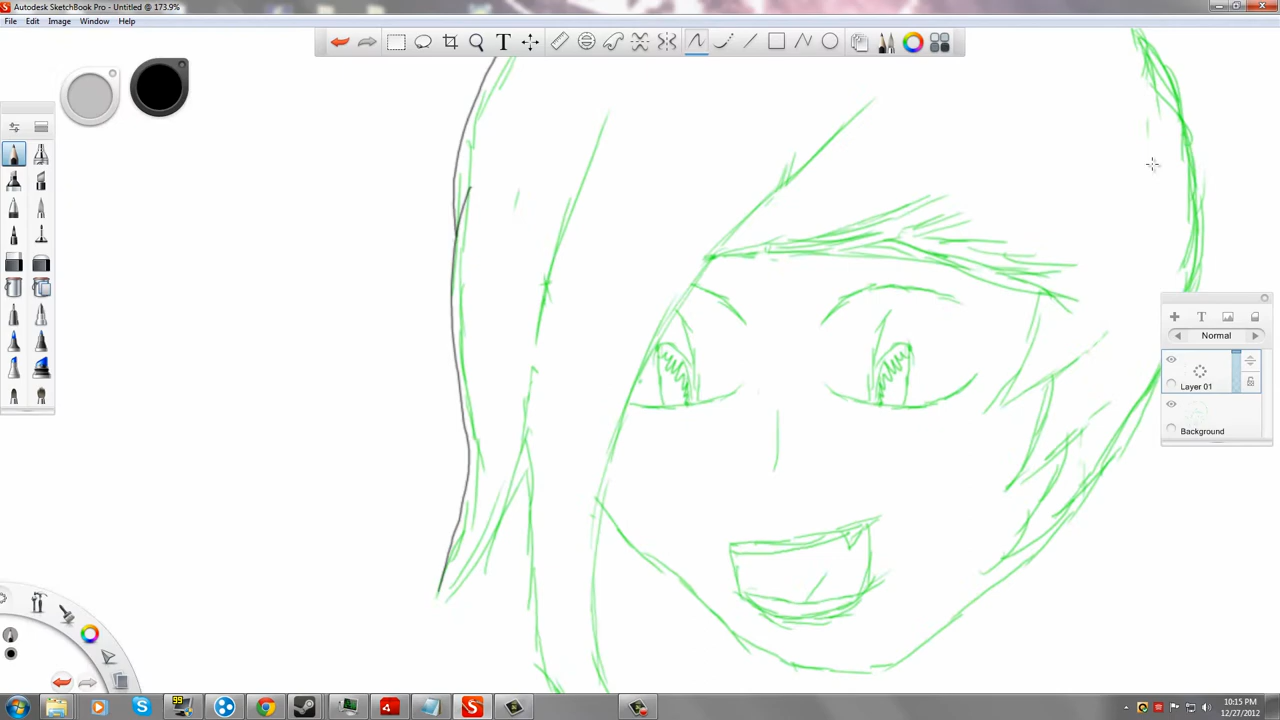 Autodesk SketchBook Pro - Untitled @ 173.9%
File Edit Image Window Help
T
T
Normal
Layer 01
Background
99
10:15 PM
12/27/2012